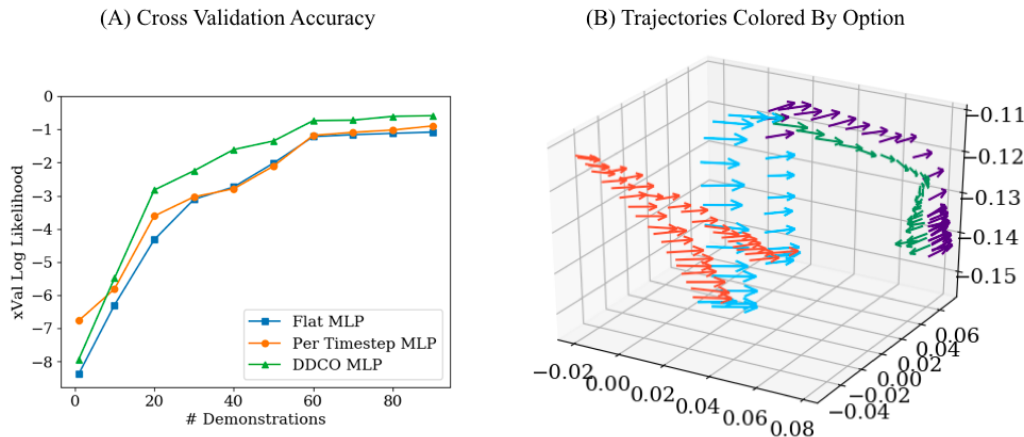 (A) Cross Validation Accuracy
0
−1
−2
−3
−4
−5
−6
−7
−8
xVal Log Likelihood
0 20 40 60 80
# Demonstrations
Flat MLP
Per Timestep MLP
DDCO MLP
(B) Trajectories Colored By Option
−0.11
−0.12
−0.13
−0.14
−0.15
−0.02 0.00 0.02 0.04 0.06 0.08
−0.04 −0.02 0.00 0.02 0.04 0.06